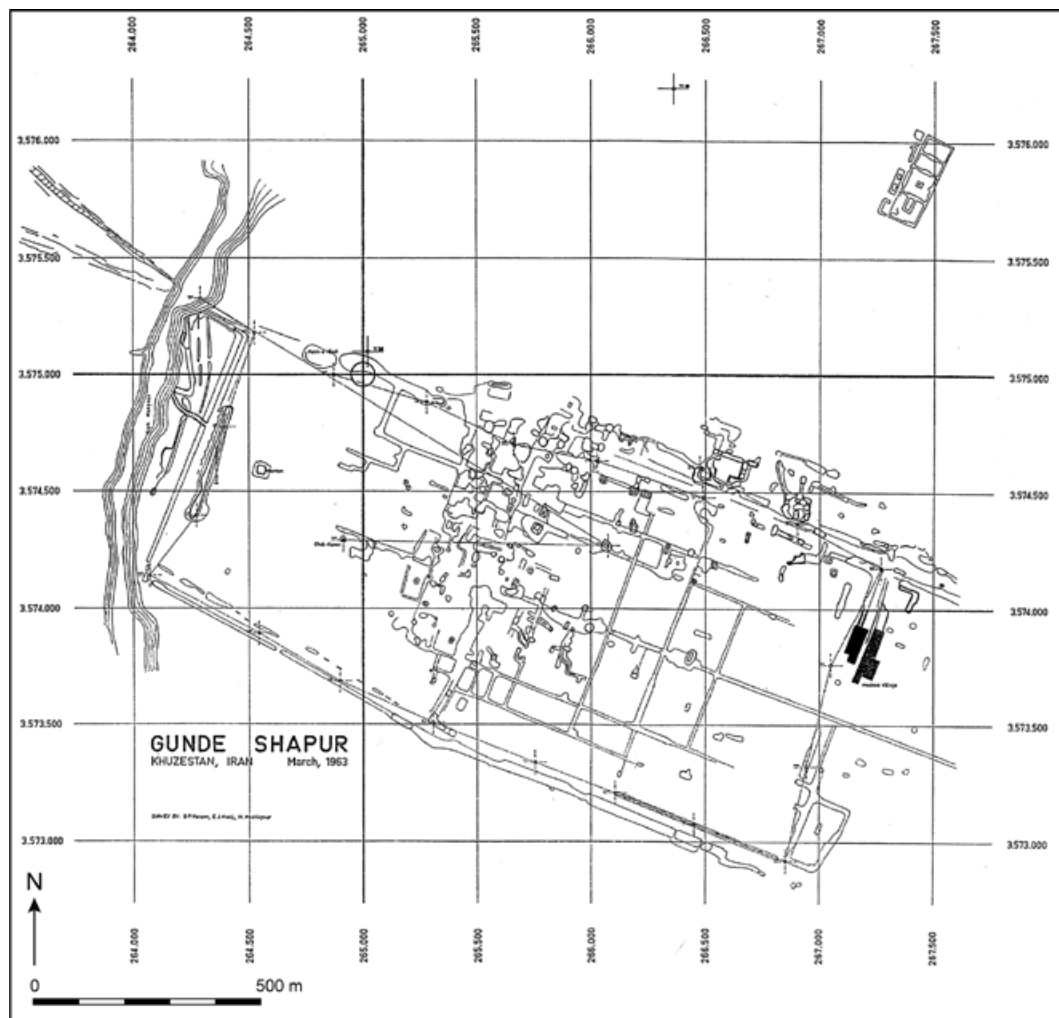 264.000 264.500 265.000 265.500 266.000 266.500 267.000 267.500
3.576.000 3.576.000
3.575.500 3.575.500
3.575.000 3.575.000
3.574.500 3.574.500
3.574.000 3.574.000
modern village
3.573.500 3.573.500
GUNDE SHAPUR
KHUZESTAN, IRAN March, 1963
SURVEY BY:
3.573.000 3.573.000
N
264.000 264.500 265.000 265.500 266.000 266.500 267.000 267.500
0 500 m